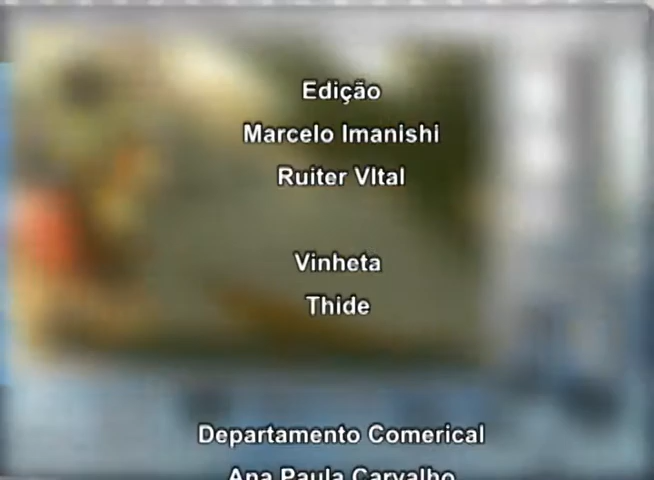 Edição
Marcelo Imanishi
Ruiter VItal
Vinheta
Thide
Departamento Comerical
Ana Paula Carvalho